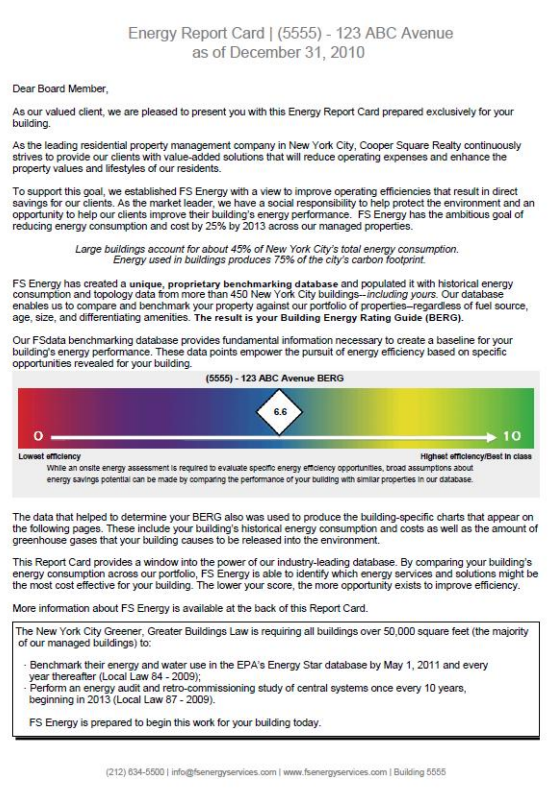 Energy Report Card | (5555) - 123 ABC Avenue
as of December 31, 2010
Dear Board Member,
As our valued client, we are pleased to present you with this Energy Report Card prepared exclusively for your
building.
As the leading residential property management company in New York City, Cooper Square Realty continuously
strives to provide our clients with value-added solutions that will reduce operating expenses and enhance the
property values and lifestyles of our residents.
To support this goal, we established FS Energy with a view to improve operating efficiencies that result in direct
savings for our clients. As the market leader, we have a social responsibility to help protect the environment and an
opportunity to help our clients improve their building's energy performance. FS Energy has the ambitious goal of
reducing energy consumption and cost by 25% by 2013 across our managed properties.
Large buildings account for about 45% of New York City's total energy consumption.
Energy used in buildings produces 75% of the city's carbon footprint.
FS Energy has created a unique, proprietary benchmarking database and populated it with historical energy
consumption and topology data from more than 450 New York City buildings--including yours. Our database
enables us to compare and benchmark your property against our portfolio of properties--regardless of fuel source,
age, size, and differentiating amenities. The result is your Building Energy Rating Guide (BERG).
Our FSdata benchmarking database provides fundamental information necessary to create a baseline for your
building's energy performance. These data points empower the pursuit of energy efficiency based on specific
opportunities revealed for your building.
(5555) - 123 ABC Avenue BERG
6.6
0 10
Lowest efficiency Highest efficiency/Best in class
While an onsite energy assessment is required to evaluate specific energy efficiency opportunities, broad assumptions about
energy savings potential can be made by comparing the performance of your building with similar properties in our database.
The data that helped to determine your BERG also was used to produce the building-specific charts that appear on
the following pages. These include your building's historical energy consumption and costs as well as the amount of
greenhouse gases that your building causes to be released into the environment.
This Report Card provides a window into the power of our industry-leading database. By comparing your building's
energy consumption across our portfolio, FS Energy is able to identify which energy services and solutions might be
the most cost effective for your building. The lower your score, the more opportunity exists to improve efficiency.
More information about FS Energy is available at the back of this Report Card.
The New York City Greener, Greater Buildings Law is requiring all buildings over 50,000 square feet (the majority
of our managed buildings) to:
· Benchmark their energy and water use in the EPA's Energy Star database by May 1, 2011 and every
year thereafter (Local Law 84 - 2009);
· Perform an energy audit and retro-commissioning study of central systems once every 10 years,
beginning in 2013 (Local Law 87 - 2009).
FS Energy is prepared to begin this work for your building today.
(212) 634-5500 | info@fsenergyservices.com | www.fsenergyservices.com | Building 5555